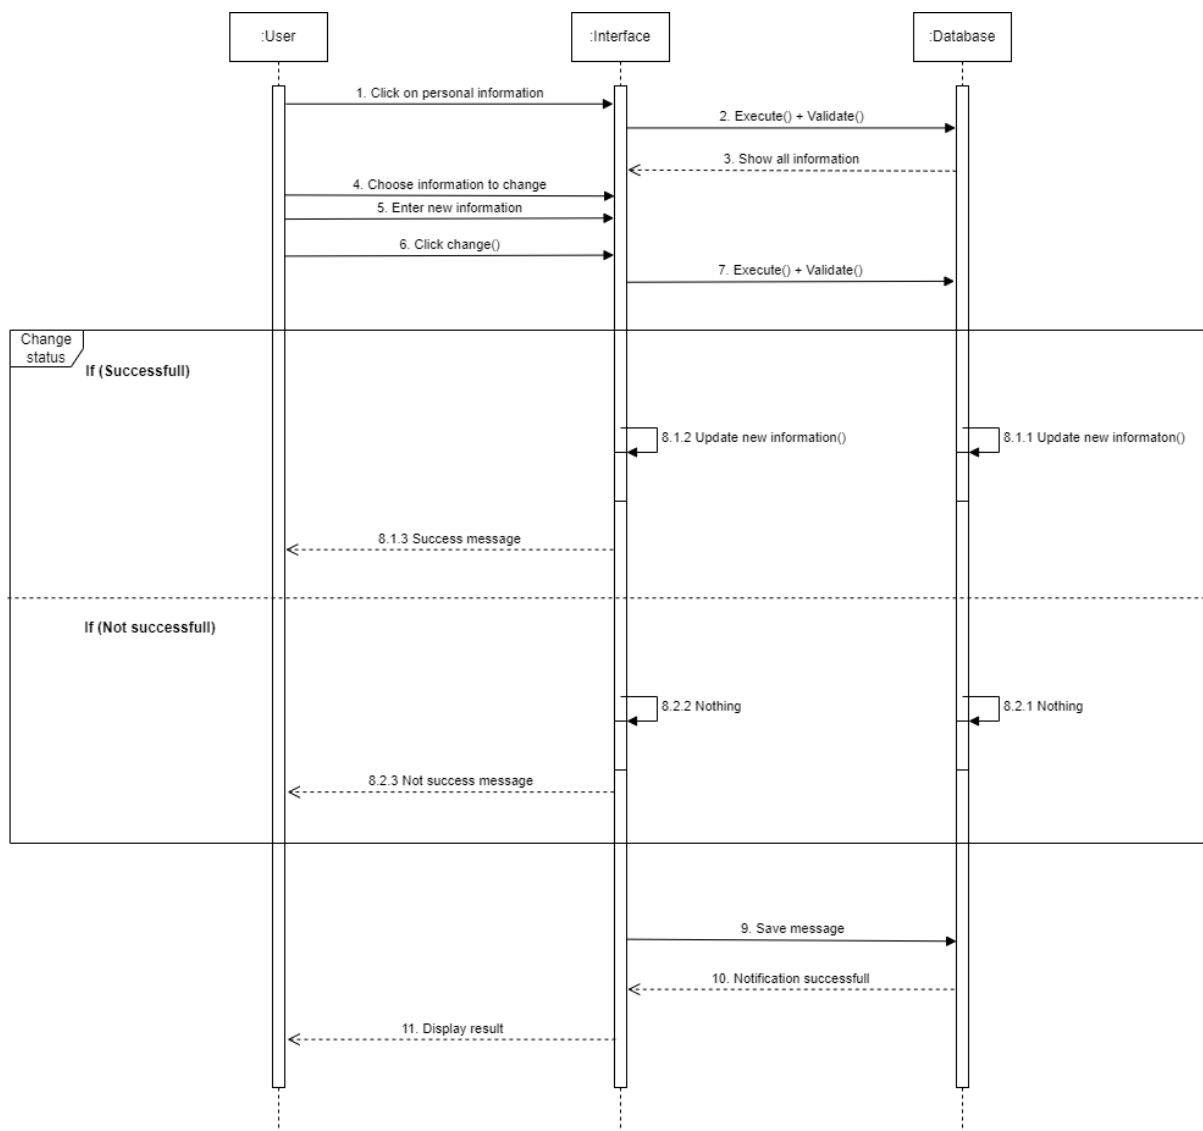 :User
:Interface
:Database
1. Click on personal information
2. Execute() + Validate()
3. Show all information
4. Choose information to change
5. Enter new information
6. Click change()
7. Execute() + Validate()
Change
status
If (Successfull)
8.1.2 Update new information()
8.1.1 Update new informaton()
8.1.3 Success message
If (Not successfull)
8.2.2 Nothing
8.2.1 Nothing
8.2.3 Not success message
9. Save message
10. Notification successfull
11. Display result